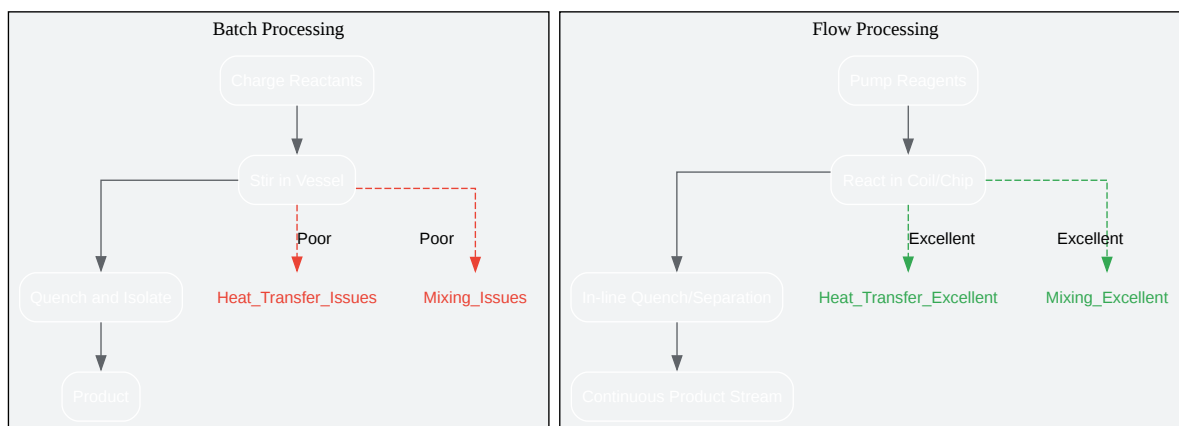 Batch Processing
Charge Reactants
Stir in Vessel
Poor
Poor
Quench and Isolate
Heat_Transfer_Issues
Mixing_Issues
Product
Flow Processing
Pump Reagents
React in Coil/Chip
Excellent
Excellent
In-line Quench/Separation
Heat_Transfer_Excellent
Mixing_Excellent
Continuous Product Stream